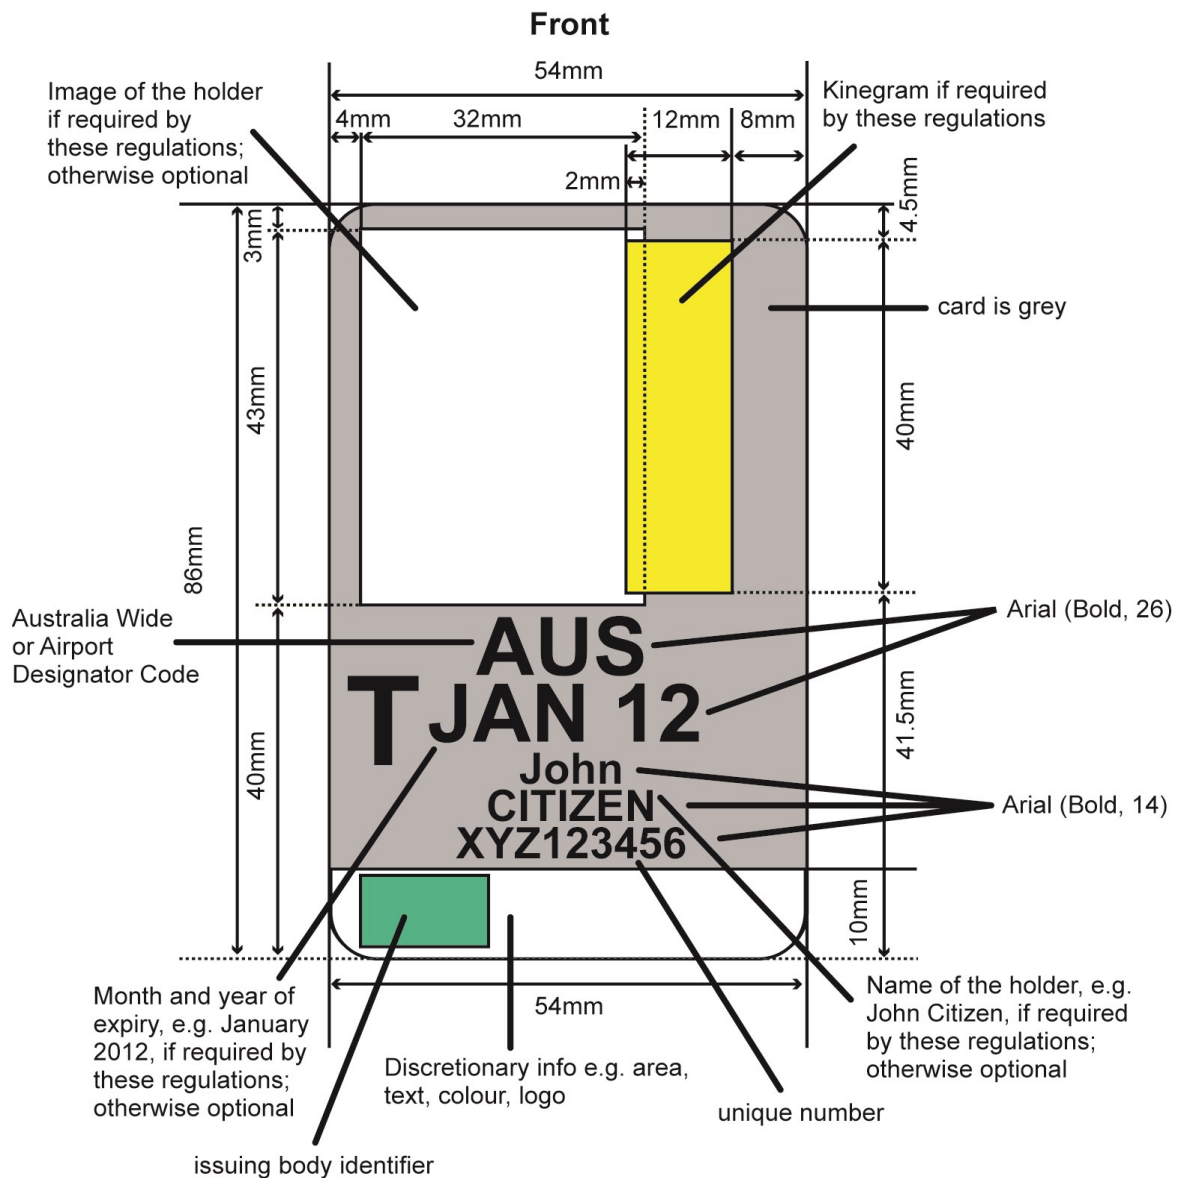 Front
54mm
Image of the holder
if required by
these regulations;
otherwise optional
Kinegram if required
by these regulations
4mm
32mm
12mm
8mm
2mm
3mm
4.5mm
card is grey
43mm
40mm
86mm
Australia Wide
or Airport
Designator Code
AUS
Arial (Bold, 26)
T
JAN 12
41.5mm
40mm
John
CITIZEN
XYZ123456
Arial (Bold, 14)
10mm
54mm
Month and year of
expiry, e.g. January
2012, if required by
these regulations;
otherwise optional
Name of the holder, e.g.
John Citizen, if required
by these regulations;
otherwise optional
Discretionary info e.g. area,
text, colour, logo
unique number
issuing body identifier